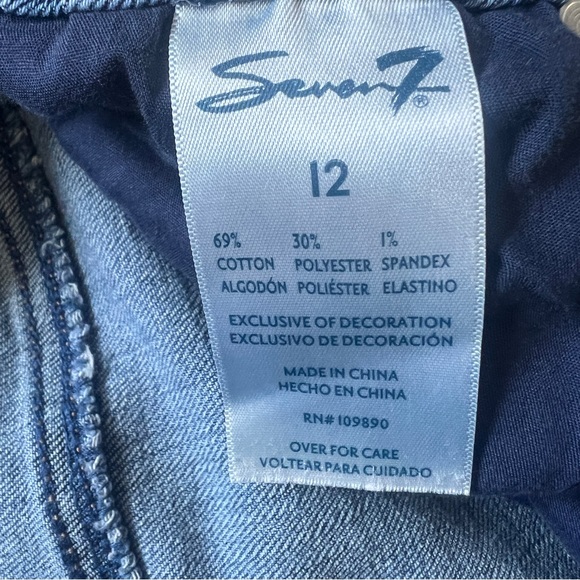 Seven7®
12
69% 30% 1%
COTTON POLYESTER SPANDEX
ALGODÓN POLIÉSTER ELASTINO
EXCLUSIVE OF DECORATION
EXCLUSIVO DE DECORACIÓN
MADE IN CHINA
HECHO EN CHINA
RN# 109890
OVER FOR CARE
VOLTEAR PARA CUIDADO